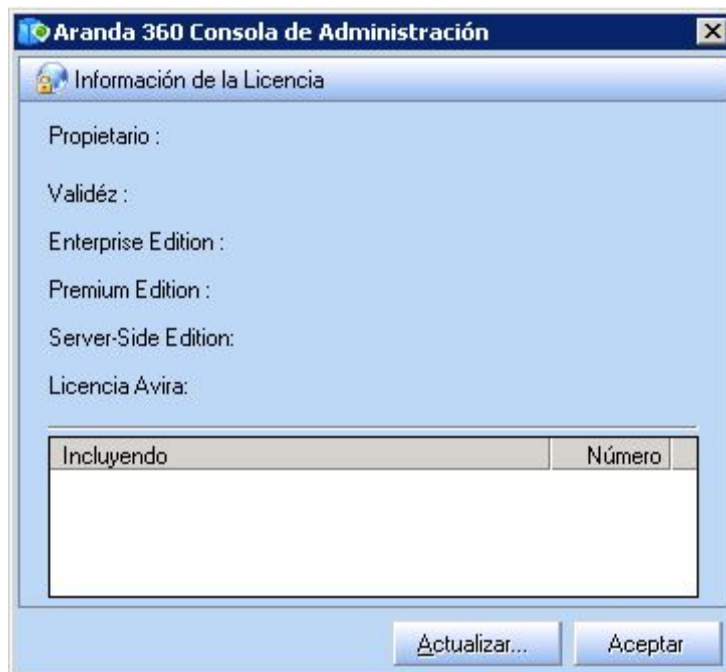 Aranda 360 Consola de Administración
Información de la Licencia
Propietario :
Validéz :
Enterprise Edition :
Premium Edition :
Server-Side Edition:
Licencia Avira:
Incluyendo Número
Actualizar... Aceptar